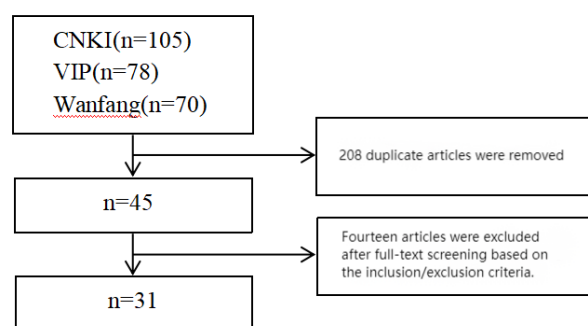 CNKI(n=105)
VIP(n=78)
Wanfang(n=70)
208 duplicate articles were removed
n=45
Fourteen articles were excluded
after full-text screening based on
the inclusion/exclusion criteria.
n=31